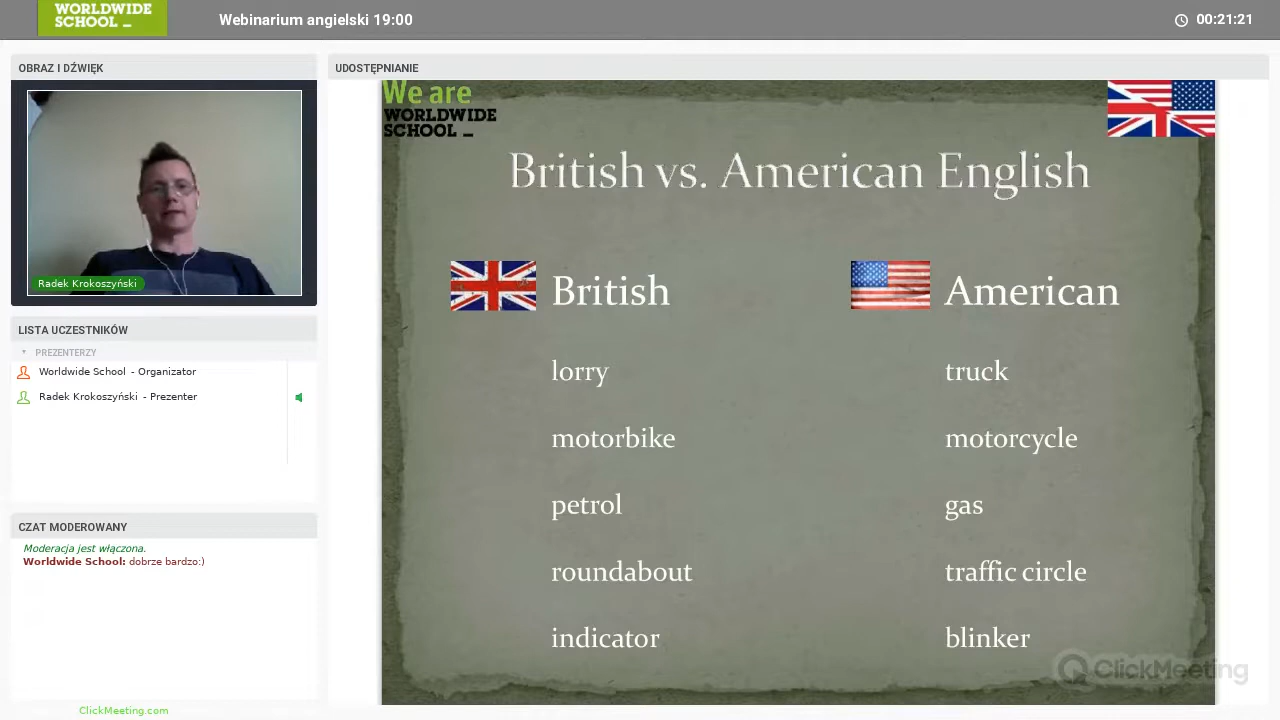 WORLDWIDE
SCHOOL _
Webinarium angielski 19:00
00:21:21
OBRAZ I DŹWIĘK
Radek Krokoszyński
LISTA UCZESTNIKÓW
PREZENTERZY
Worldwide School - Organizator
Radek Krokoszyński - Prezenter
CZAT MODEROWANY
Moderacja jest włączona.
Worldwide School: dobrze bardzo:)
ClickMeeting.com
UDOSTĘPNIANIE
We are
WORLDWIDE
SCHOOL _
British vs. American English
British American
lorry truck
motorbike motorcycle
petrol gas
roundabout traffic circle
indicator blinker
ClickMeeting